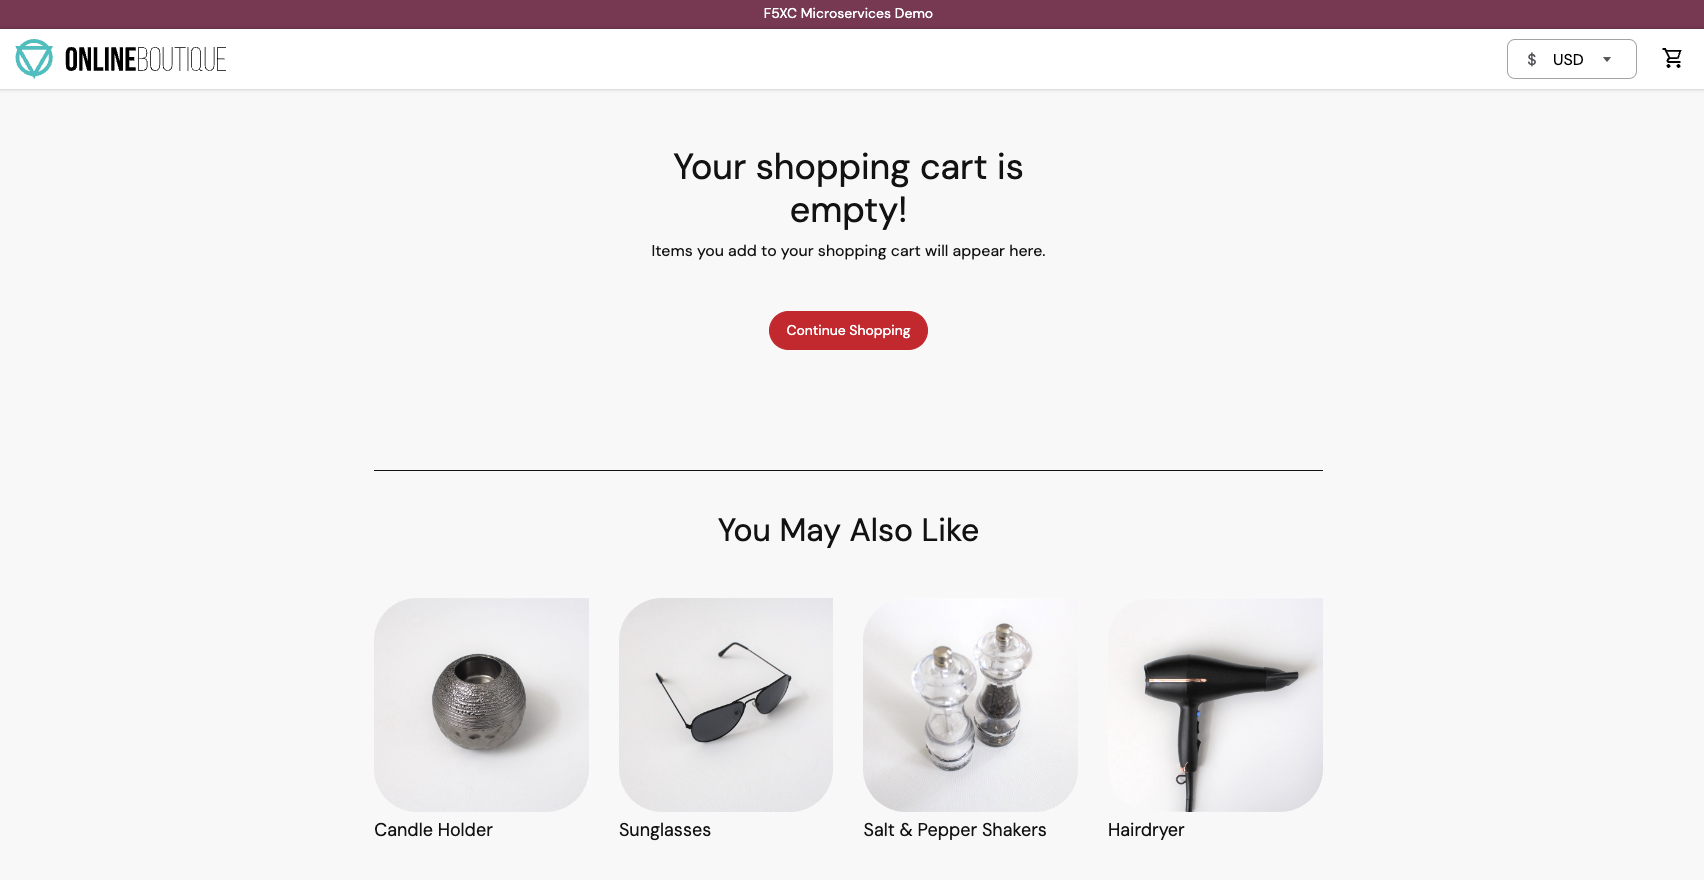 F5XC Microservices Demo
ONLINEBOUTIQUE
$ USD
Your shopping cart is
empty!
Items you add to your shopping cart will appear here.
Continue Shopping
You May Also Like
Candle Holder
Sunglasses
Salt & Pepper Shakers
Hairdryer